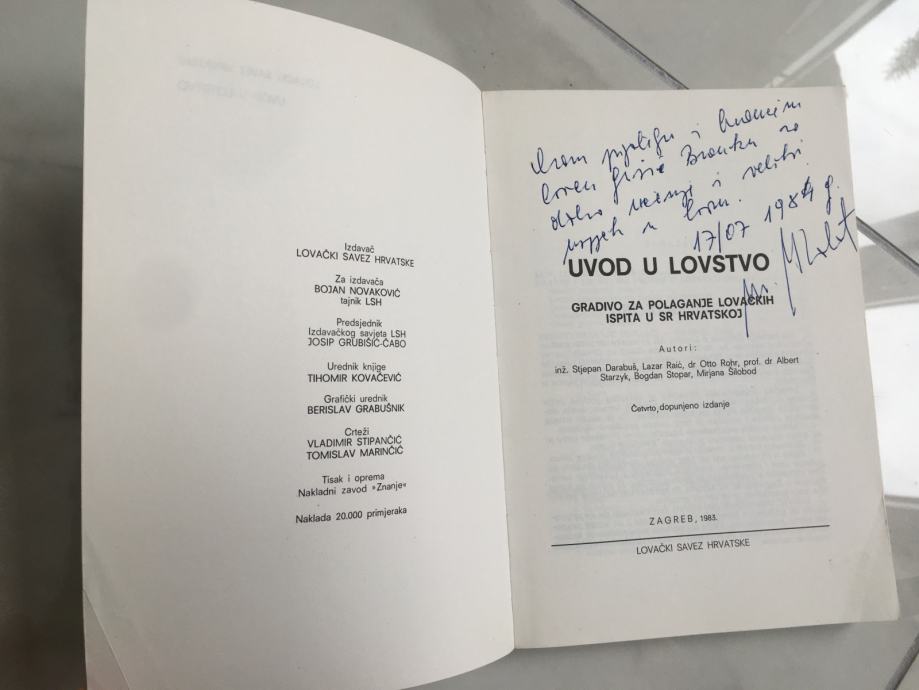 Izdavač
LOVAČKI SAVEZ HRVATSKE
Za izdavača
BOJAN NOVAKOVIĆ
tajnik LSH
Predsjednik
Izdavačkog savjeta LSH
JOSIP GRUBIŠIĆ-ČABO
Urednik knjige
TIHOMIR KOVAČEVIĆ
Grafički urednik
BERISLAV GRABUŠNIK
Crteži
VLADIMIR STIPANČIĆ
TOMISLAV MARINČIĆ
Tisak i oprema
Nakladni zavod »Znanje«
Naklada 20.000 primjeraka
i
Branku
i veliki
uspjeh u lovu.
17/07 1984 g.
UVOD U LOVSTVO
GRADIVO ZA POLAGANJE LOVAČKIH
ISPITA U SR HRVATSKOJ
Autori:
inž. Stjepan Darabuš, Lazar Raić, dr Otto Rohr, prof. dr Albert
Starzyk, Bogdan Stopar, Mirjana Šilobod
Četvrto, dopunjeno izdanje
ZAGREB, 1983.
LOVAČKI SAVEZ HRVATSKE